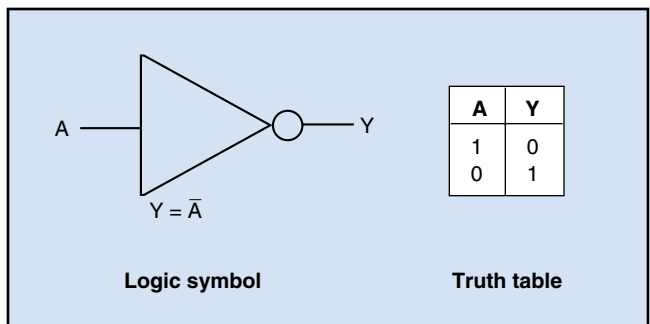 A
Y
Y = Ā
Logic symbol
A Y
1 0
0 1
Truth table